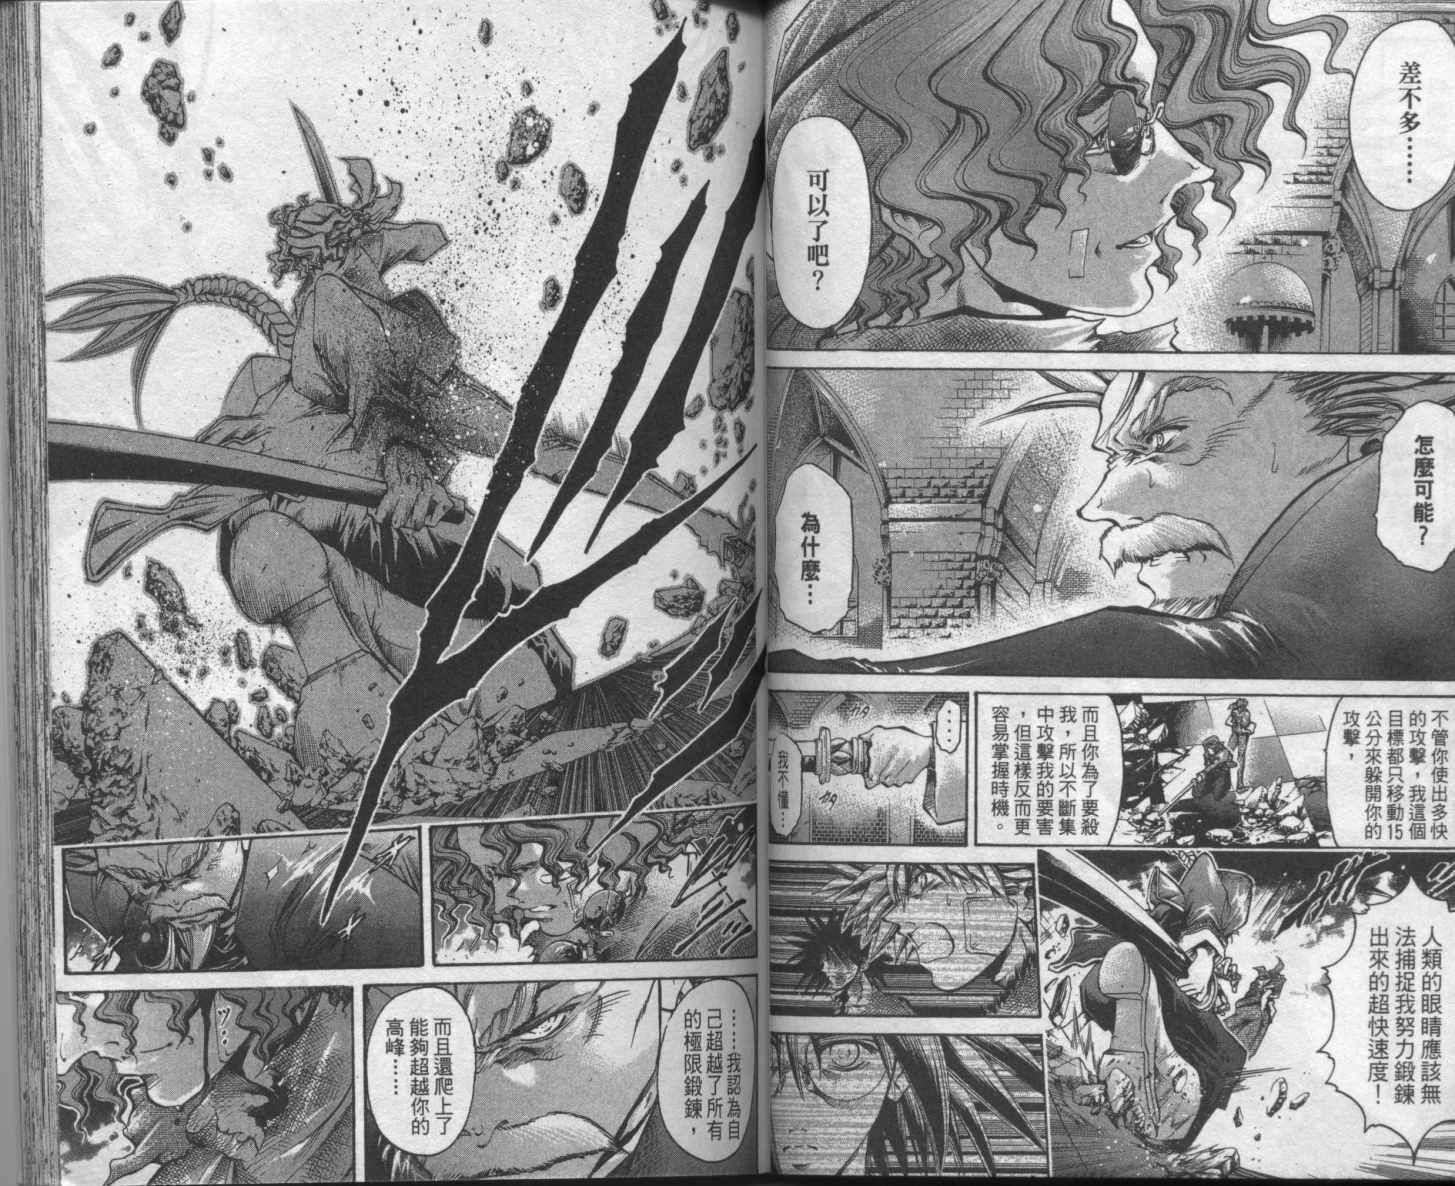 差不多……
可以了吧？
怎麼可能？
為什麼…
不管你使出多快
的攻擊，我這個
目標都只移動15
公分來躲開你的
攻擊，
而且你為了要殺
我，所以不斷集
中攻擊我的要害
，但這樣反而更
容易掌握時機。
……
我不懂…
人類的眼睛應該無
法捕捉我努力鍛鍊
出來的超快速度！
……我認為自
己超越了所有
的極限鍛鍊，
而且還爬上了
能夠超越你的
高峰……
ッ…